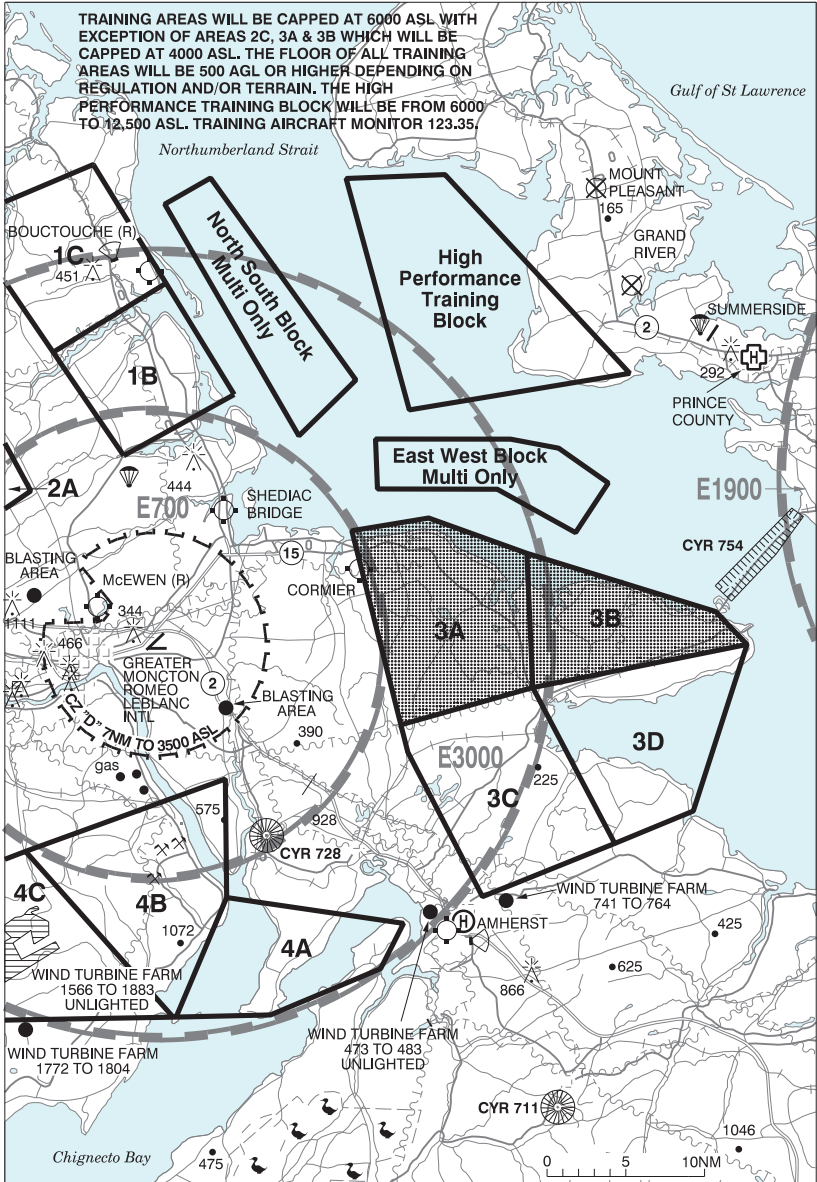 TRAINING AREAS WILL BE CAPPED AT 6000 ASL WITH
EXCEPTION OF AREAS 2C, 3A & 3B WHICH WILL BE
CAPPED AT 4000 ASL. THE FLOOR OF ALL TRAINING
AREAS WILL BE 500 AGL OR HIGHER DEPENDING ON
REGULATION AND/OR TERRAIN. THE HIGH
PERFORMANCE TRAINING BLOCK WILL BE FROM 6000
TO 12,500 ASL. TRAINING AIRCRAFT MONITOR 123.35.
Gulf of St Lawrence
Northumberland Strait
MOUNT
PLEASANT
165
GRAND
RIVER
BOUCTOUCHE (R)
1C
451
North South Block
Multi Only
High
Performance
Training
Block
2
SUMMERSIDE
H
292
PRINCE
COUNTY
1B
444
2A
E700
SHEDIAC
BRIDGE
East West Block
Multi Only
E1900
CYR 754
15
CORMIER
BLASTING
AREA
McEWEN (R)
344
1111
466
GREATER
MONCTON
ROMEO
LEBLANC
INTL
2
BLASTING
AREA
CZ "D" 7NM TO 3500 ASL
390
3A
3B
3D
E3000
3C
225
gas
575
928
CYR 728
4C
4B
1072
4A
WIND TURBINE FARM
741 TO 764
H
AMHERST
425
625
866
WIND TURBINE FARM
1566 TO 1883
UNLIGHTED
WIND TURBINE FARM
473 TO 483
UNLIGHTED
WIND TURBINE FARM
1772 TO 1804
CYR 711
1046
475
Chignecto Bay
0 5 10NM